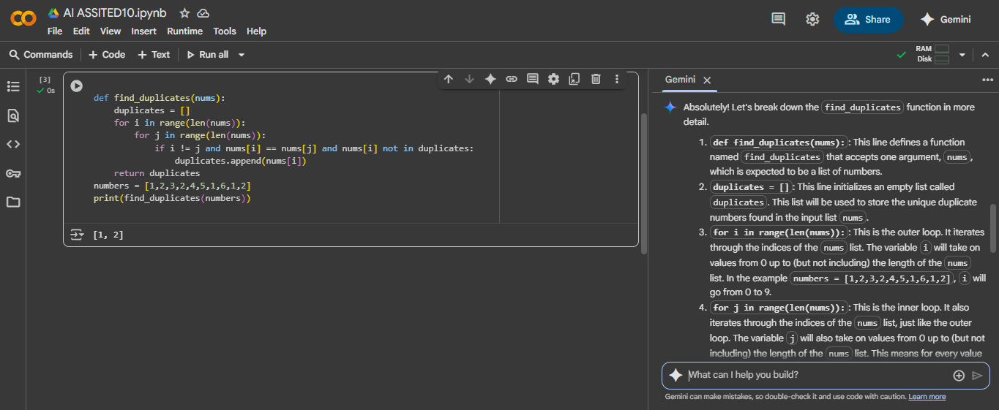 AI ASSITED10.ipynb
File Edit View Insert Runtime Tools Help
Share
Gemini
Commands + Code + Text Run all
RAM
Disk
[3]
0s
def find_duplicates(nums):
    duplicates = []
    for i in range(len(nums)):
        for j in range(len(nums)):
            if i != j and nums[i] == nums[j] and nums[i] not in duplicates:
                duplicates.append(nums[i])
    return duplicates
numbers = [1,2,3,2,4,5,1,6,1,2]
print(find_duplicates(numbers))
[1, 2]
Gemini
Absolutely! Let's break down the find_duplicates function in more
detail.
1. def find_duplicates(nums): : This line defines a function
named find_duplicates that accepts one argument, nums ,
which is expected to be a list of numbers.
2. duplicates = [] : This line initializes an empty list called
duplicates . This list will be used to store the unique duplicate
numbers found in the input list nums .
3. for i in range(len(nums)): : This is the outer loop. It iterates
through the indices of the nums list. The variable i will take on
values from 0 up to (but not including) the length of the nums
list. In the example numbers = [1,2,3,2,4,5,1,6,1,2] , i will
go from 0 to 9.
4. for j in range(len(nums)): : This is the inner loop. It also
iterates through the indices of the nums list, just like the outer
loop. The variable j will also take on values from 0 up to (but not
including) the length of the nums list. This means for every value
What can I help you build?
Gemini can make mistakes, so double-check it and use code with caution. Learn more